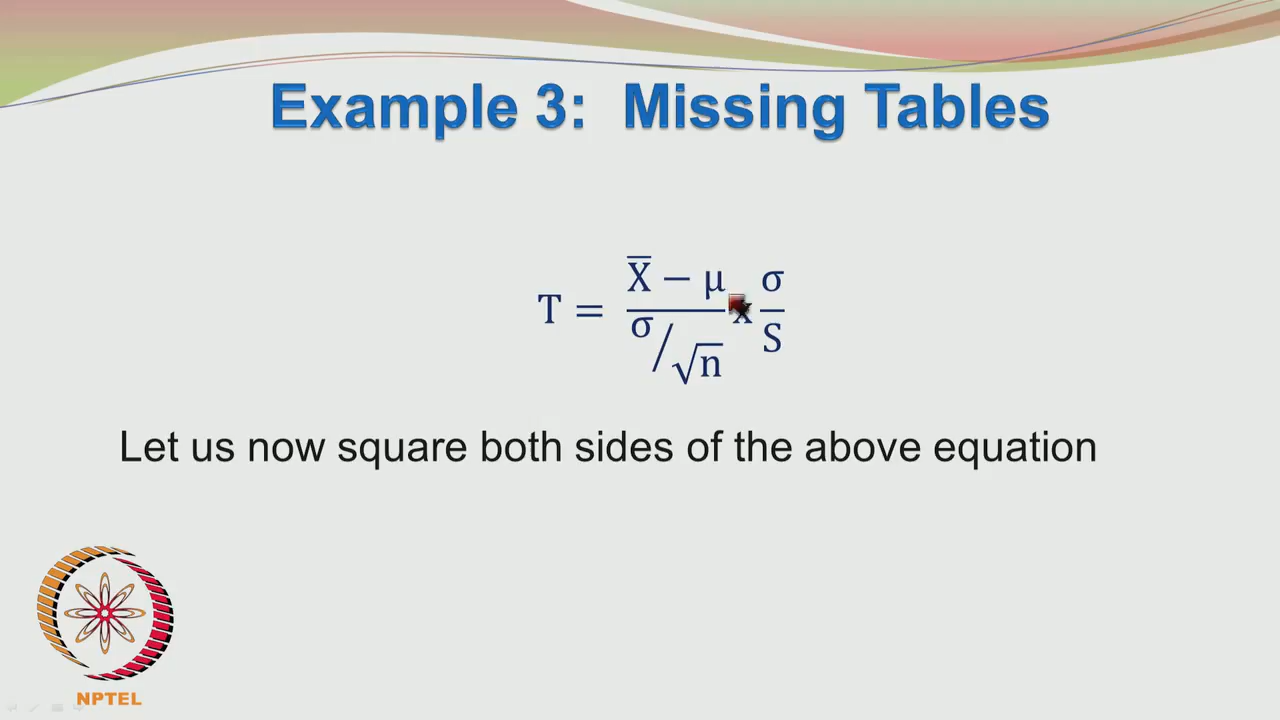 Example 3: Missing Tables
T = (X̄ − μ)/(σ/√n) x σ/S
Let us now square both sides of the above equation
NPTEL